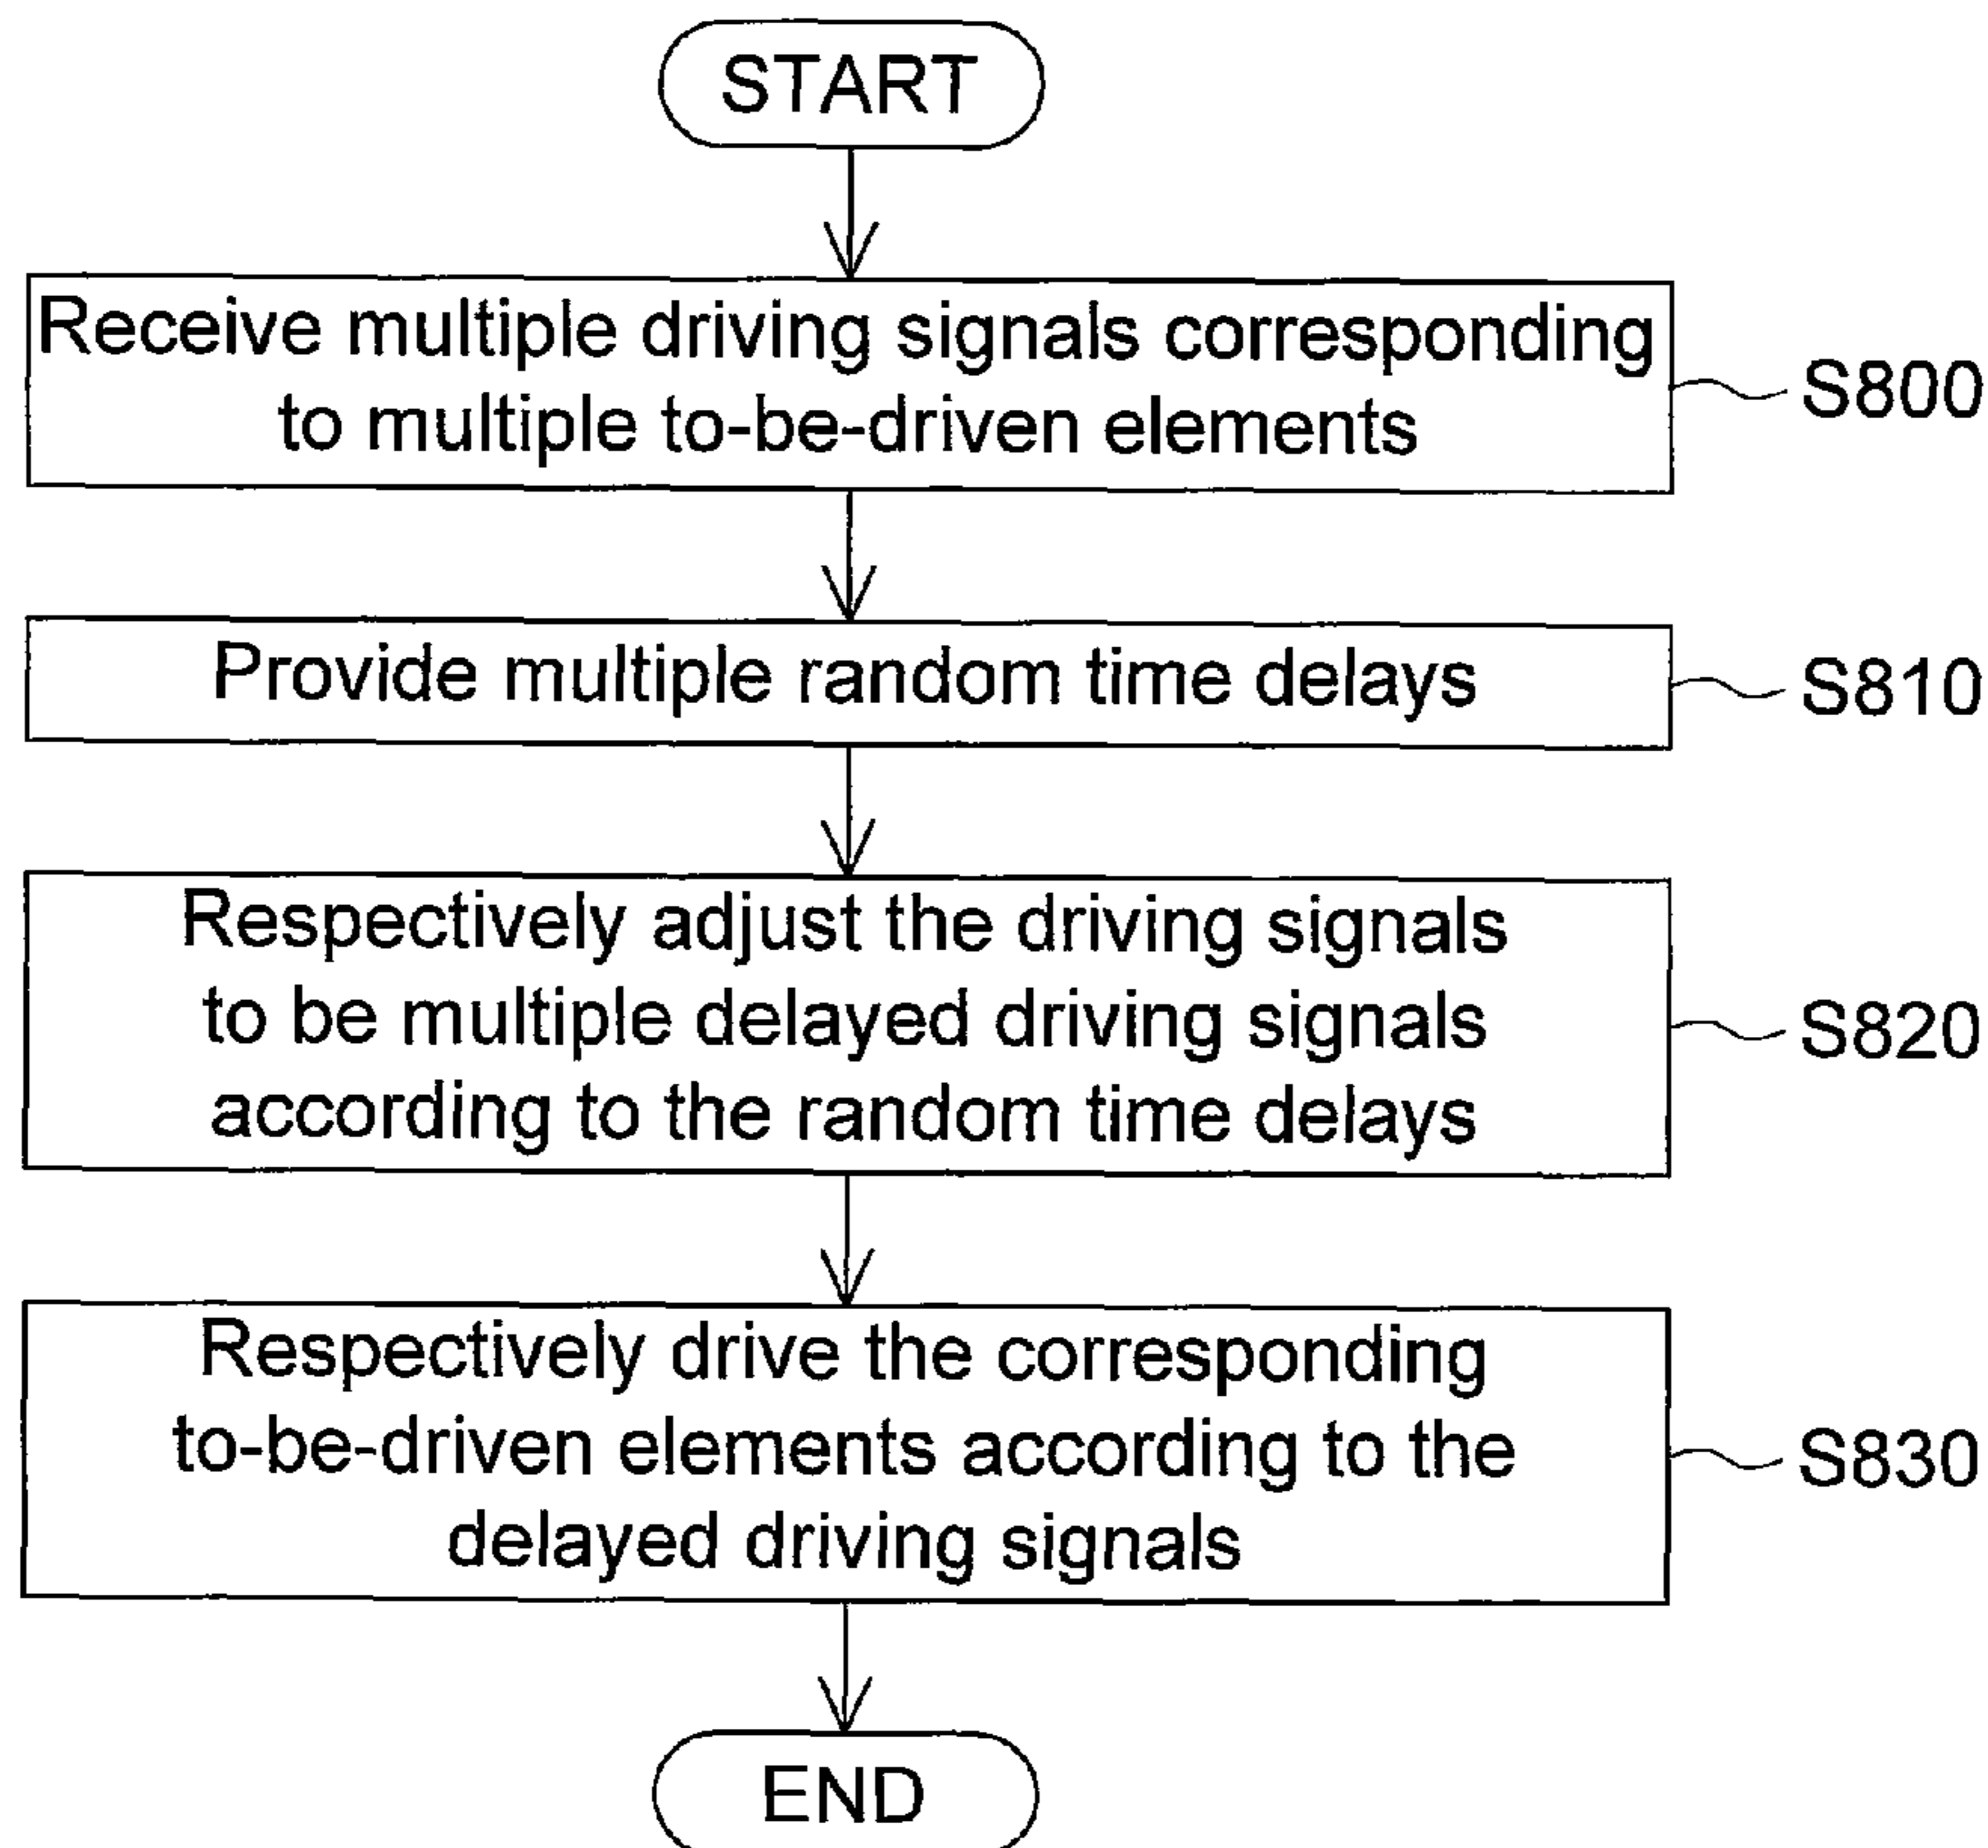 START
Receive multiple driving signals corresponding
to multiple to-be-driven elements
S800
Provide multiple random time delays
S810
Respectively adjust the driving signals
to be multiple delayed driving signals
according to the random time delays
S820
Respectively drive the corresponding
to-be-driven elements according to the
delayed driving signals
S830
END